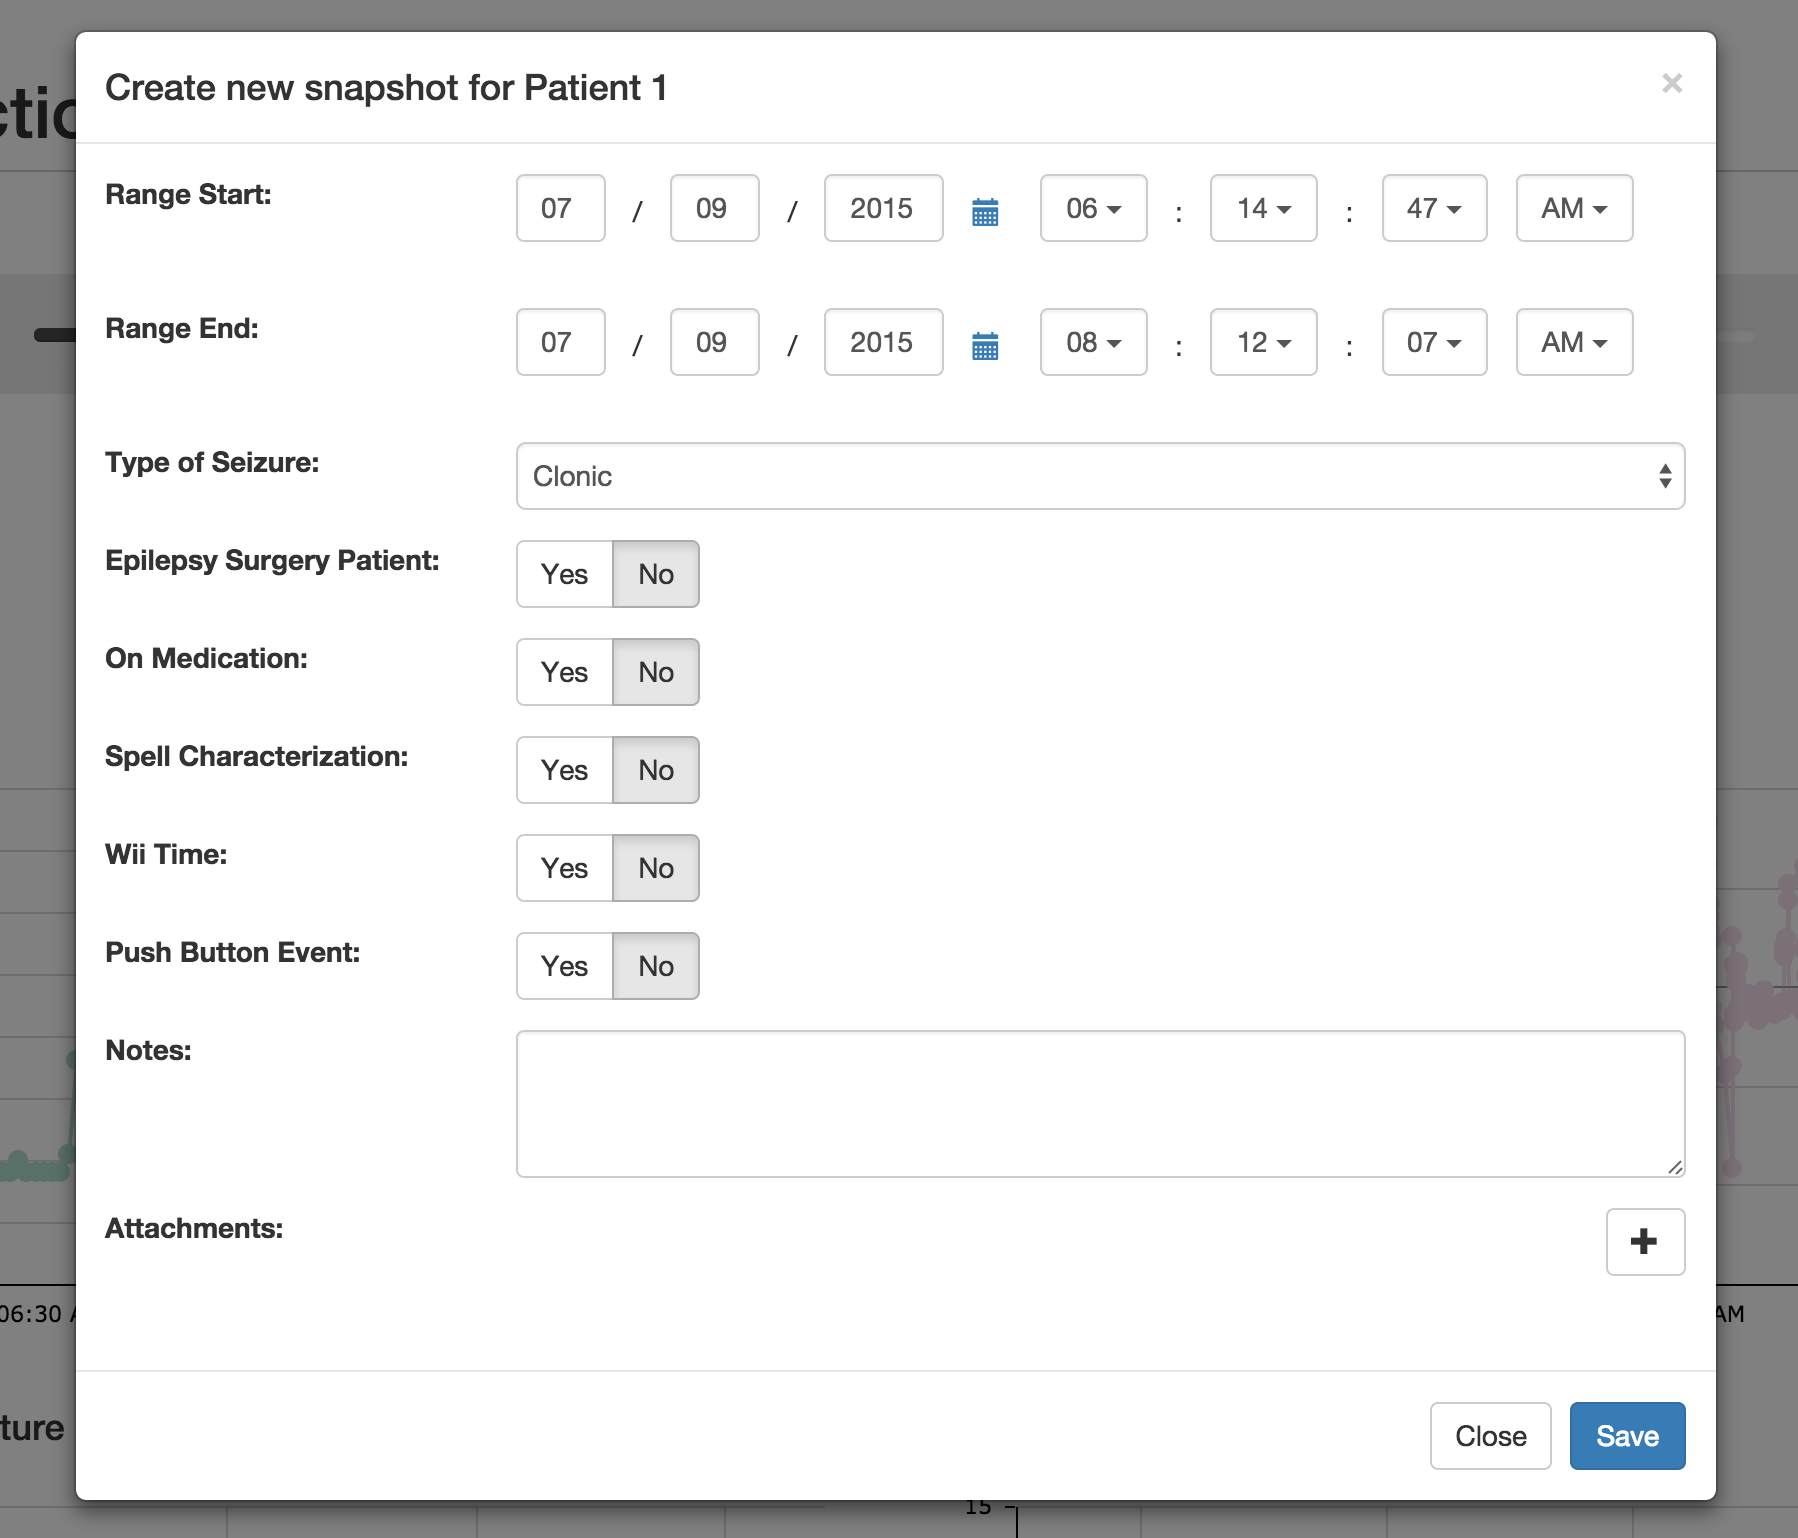 Create new snapshot for Patient 1 ×
ctio
Range Start: 07 / 09 / 2015 06 : 14 : 47 AM
Range End: 07 / 09 / 2015 08 : 12 : 07 AM
Type of Seizure: Clonic
Epilepsy Surgery Patient: Yes No
On Medication: Yes No
Spell Characterization: Yes No
Wii Time: Yes No
Push Button Event: Yes No
Notes:
Attachments: +
06:30 A
AM
ture
Close Save
15